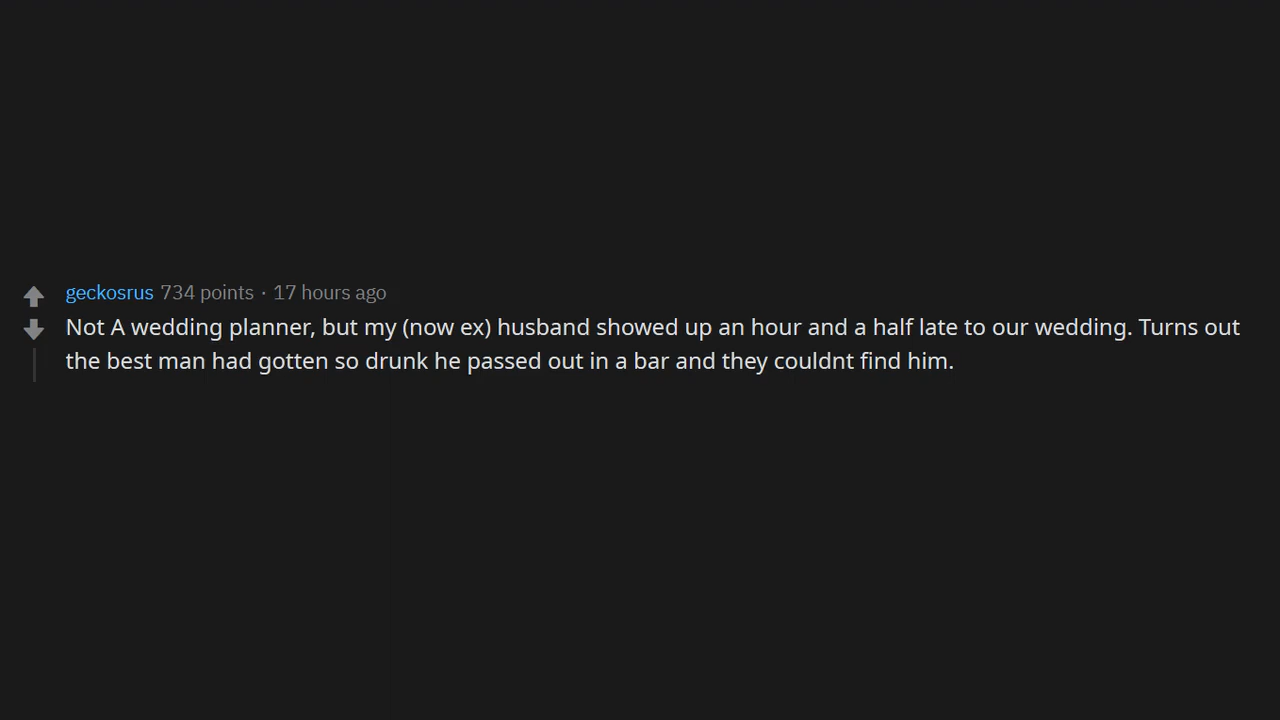 geckosrus 734 points · 17 hours ago
Not A wedding planner, but my (now ex) husband showed up an hour and a half late to our wedding. Turns out
the best man had gotten so drunk he passed out in a bar and they couldnt find him.